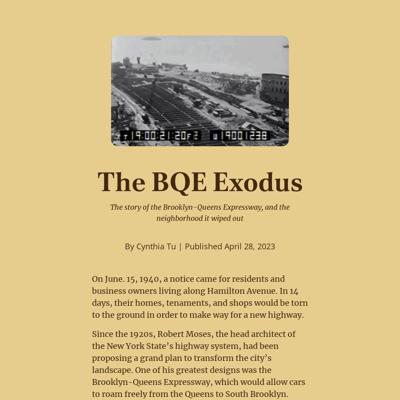 The BQE Exodus
The story of the Brooklyn-Queens Expressway, and the
neighborhood it wiped out
By Cynthia Tu | Published April 28, 2023
On June. 15, 1940, a notice came for residents and
business owners living along Hamilton Avenue. In 14
days, their homes, tenaments, and shops would be torn
to the ground in order to make way for a new highway.
Since the 1920s, Robert Moses, the head architect of
the New York State's highway system, had been
proposing a grand plan to transform the city's
landscape. One of his greatest designs was the
Brooklyn-Queens Expressway, which would allow cars
to roam freely from the Queens to South Brooklyn.